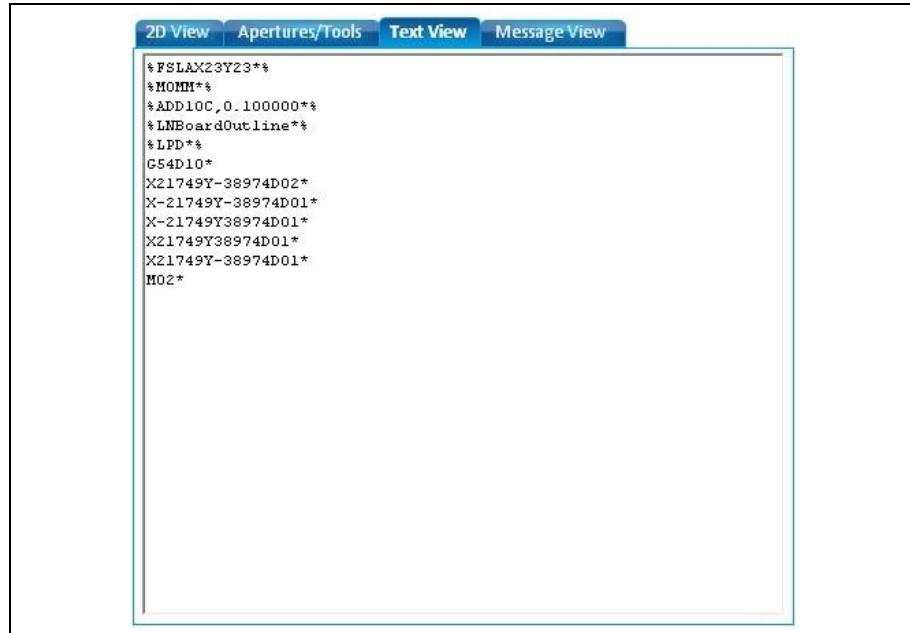 2D View Apertures/Tools Text View Message View
%FSLAX23Y23*%
%MOMM*%
%ADD10C,0.100000*%
%LNBoardOutline*%
%LPD*%
G54D10*
X21749Y-38974D02*
X-21749Y-38974D01*
X-21749Y38974D01*
X21749Y38974D01*
X21749Y-38974D01*
M02*